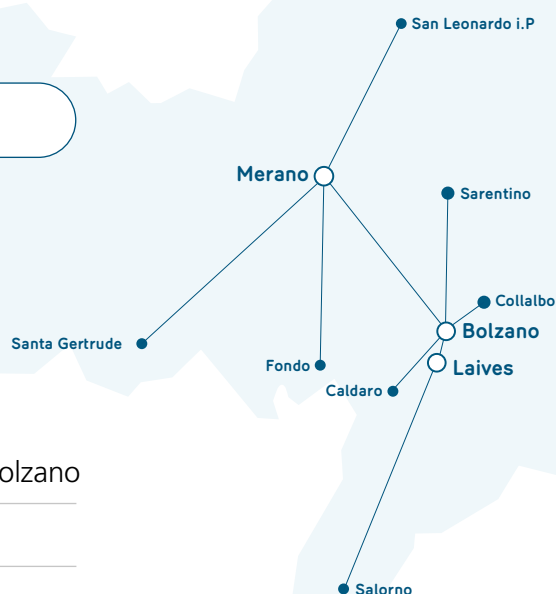 San Leonardo i.P
Merano
Sarentino
Collalbo
Bolzano
Santa Gertrude
Laives
Fondo
Caldaro
olzano
Salorno